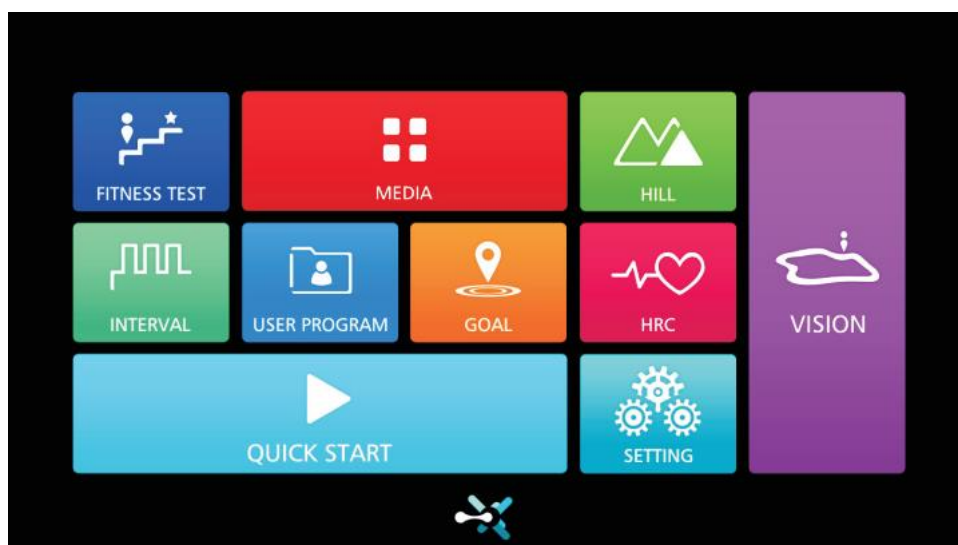 FITNESS TEST
MEDIA
HILL
INTERVAL
USER PROGRAM
GOAL
HRC
VISION
QUICK START
SETTING